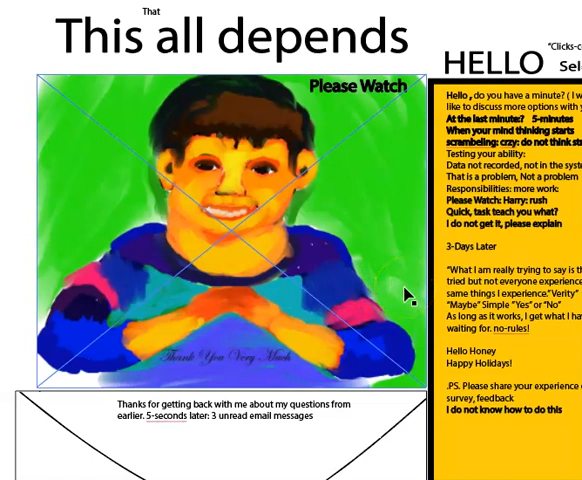 That
This all depends
Please Watch
Thank You Very Much
Thanks for getting back with me about my questions from
earlier. 5-seconds later: 3 unread email messages
"Clicks-c
HELLO Sel
Hello, do you have a minute? ( I w
like to discuss more options with y
At the last minute:? 5-minutes
When your mind thinking starts
scrambeling: crzy: do not think str
Testing your ability:
Data not recorded, not in the syste
That is a problem, Not a problem
Responsibilities: more work:
Please Watch: Harry: rush
Quick, task teach you what?
I do not get it, please explain
3-Days Later
"What I am really trying to say is th
tried but not everyone experience
same things I experience." Verity"
"Maybe" Simple "Yes" or "No"
As long as it works, I get what I hav
waiting for. no-rules!
Hello Honey
Happy Holidays!
.PS. Please share your experience o
survey, feedback
I do not know how to do this